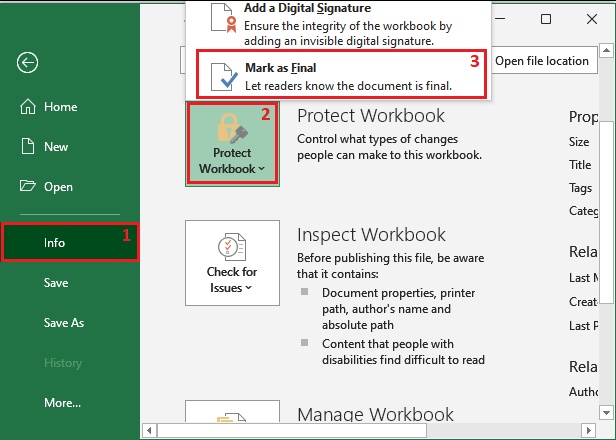 Add a Digital Signature
Ensure the integrity of the workbook by
adding an invisible digital signature.
Mark as Final
3
Let readers know the document is final.
Open file location
Home
New
Open
1
Info
Save
Save As
History
More...
2
Protect
Workbook
Protect Workbook
Control what types of changes
people can make to this workbook.
Check for
Issues
Inspect Workbook
Before publishing this file, be aware
that it contains:
Document properties, printer
path, author's name and
absolute path
Content that people with
disabilities find difficult to read
Manage Workbook
Prop
Size
Title
Tags
Categ
Rela
Last M
Create
Last P
Rela
Autho